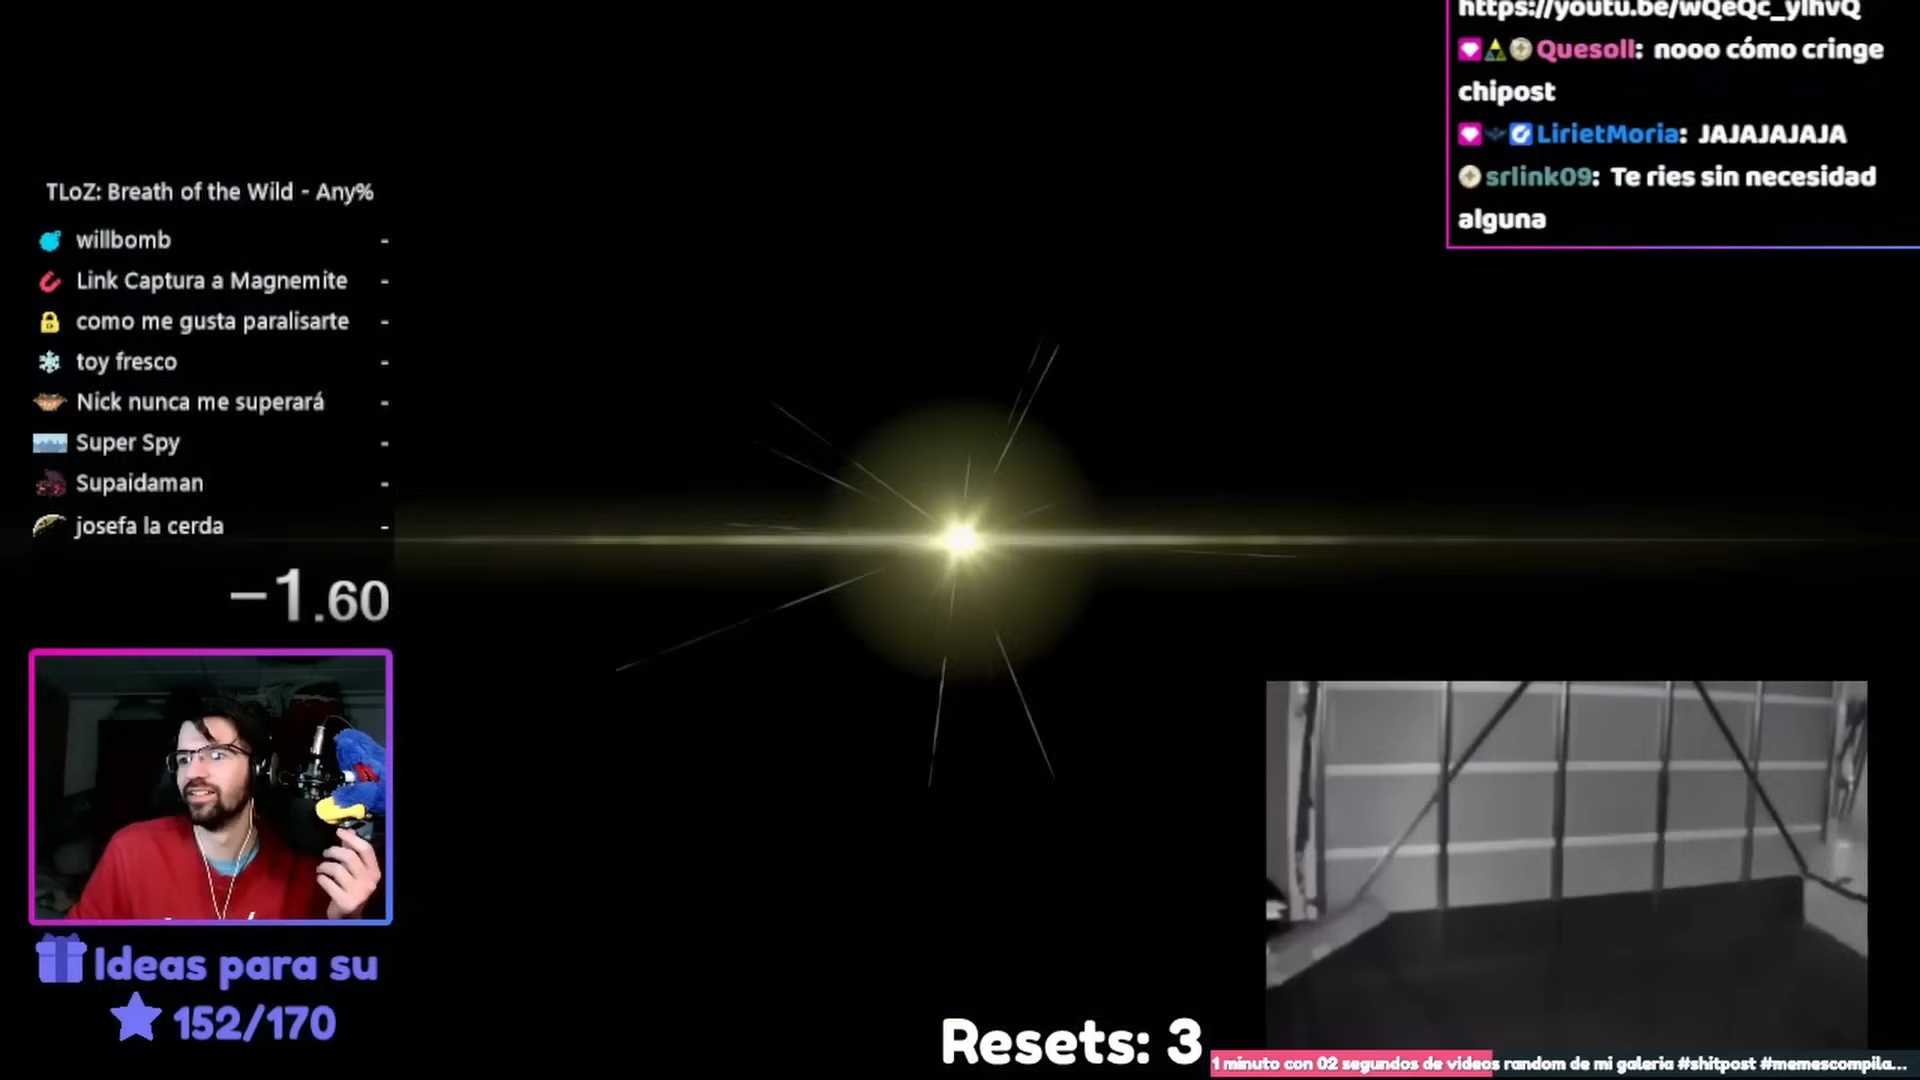 https://youtu.be/wQeQc_ylhvQ
Quesoll: nooo cómo cringe
chipost
LirietMoria: JAJAJAJAJA
srlink09: Te ries sin necesidad
alguna
TLoZ: Breath of the Wild - Any%
willbomb -
Link Captura a Magnemite -
como me gusta paralisarte -
toy fresco -
Nick nunca me superará -
Super Spy -
Supaidaman -
josefa la cerda -
−1.60
Ideas para su
152/170
Resets: 3
1 minuto con 02 segundos de videos random de mi galeria #shitpost #memescompila...